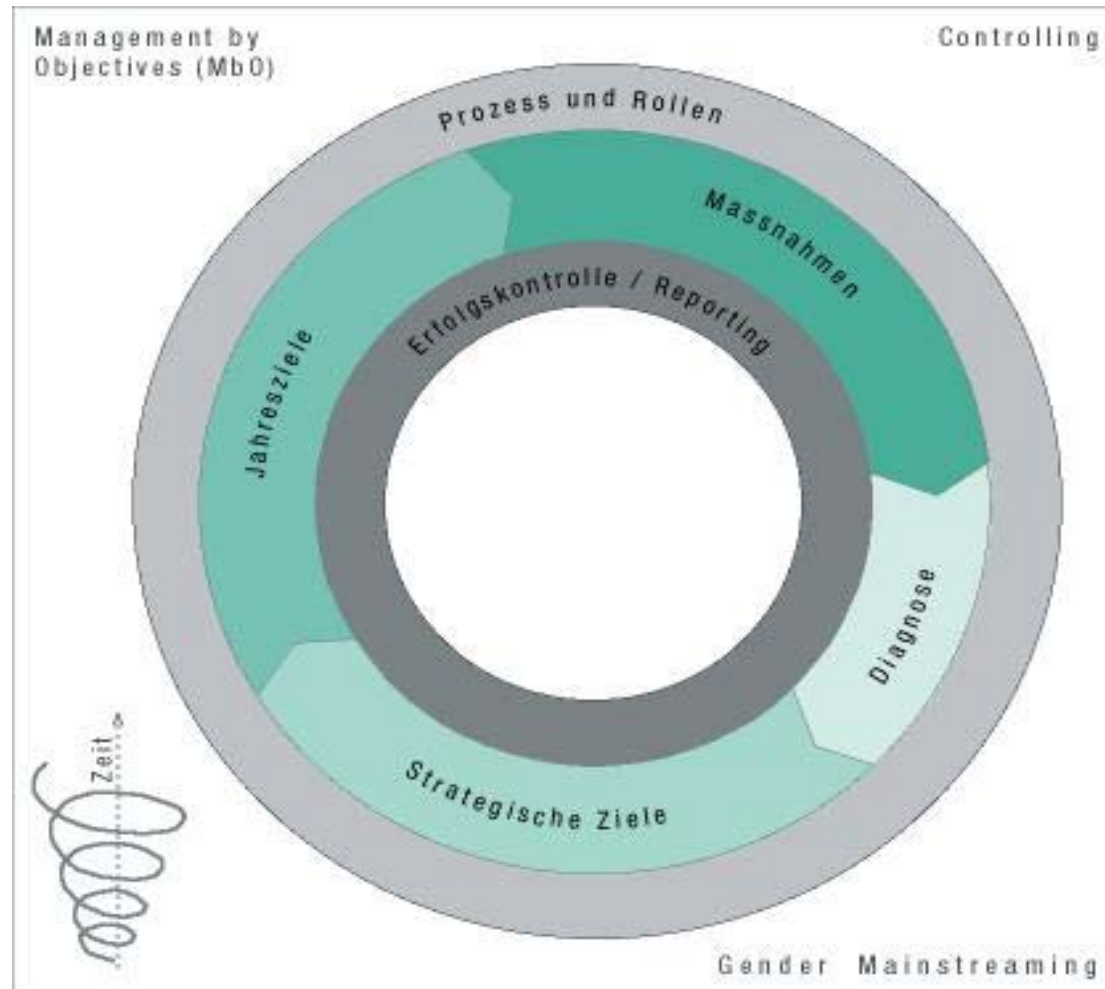 Management by
Objectives (MbO)
Controlling
Prozess und Rollen
Massnahmen
Erfolgskontrolle / Reporting
Jahresziele
Diagnose
Strategische Ziele
Zeit
Gender Mainstreaming